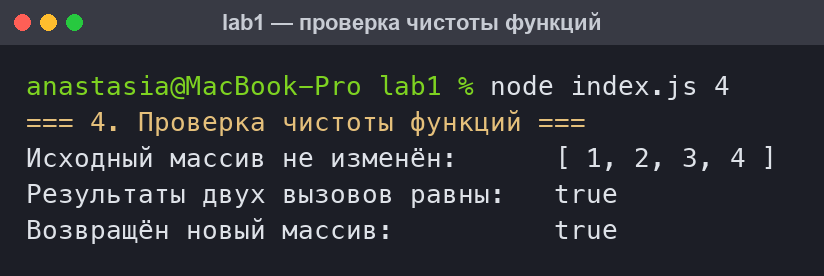 lab1 — проверка чистоты функций
anastasia@MacBook-Pro lab1 % node index.js 4
=== 4. Проверка чистоты функций ===
Исходный массив не изменён: [ 1, 2, 3, 4 ]
Результаты двух вызовов равны: true
Возвращён новый массив: true